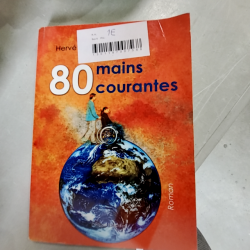 Hervé
80 mains
courantes
Roman